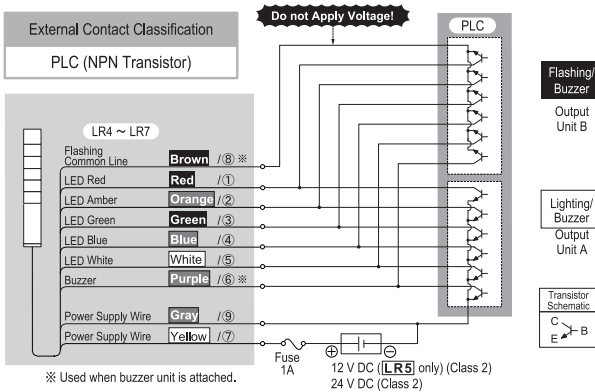 External Contact Classification
PLC (NPN Transistor)
Do not Apply Voltage!
PLC
LR4 ~ LR7
Flashing
Common Line
Brown /⑧ ※
LED Red
Red /①
LED Amber
Orange /②
LED Green
Green /③
LED Blue
Blue /④
LED White
White /⑤
Buzzer
Purple /⑥ ※
Power Supply Wire
Gray /⑨
Power Supply Wire
Yellow /⑦
※ Used when buzzer unit is attached.
Fuse
1A
⊕
⊖
12 V DC (LR5 only) (Class 2)
24 V DC (Class 2)
Flashing/
Buzzer
Output
Unit B
Lighting/
Buzzer
Output
Unit A
Transistor
Schematic
C
B
E